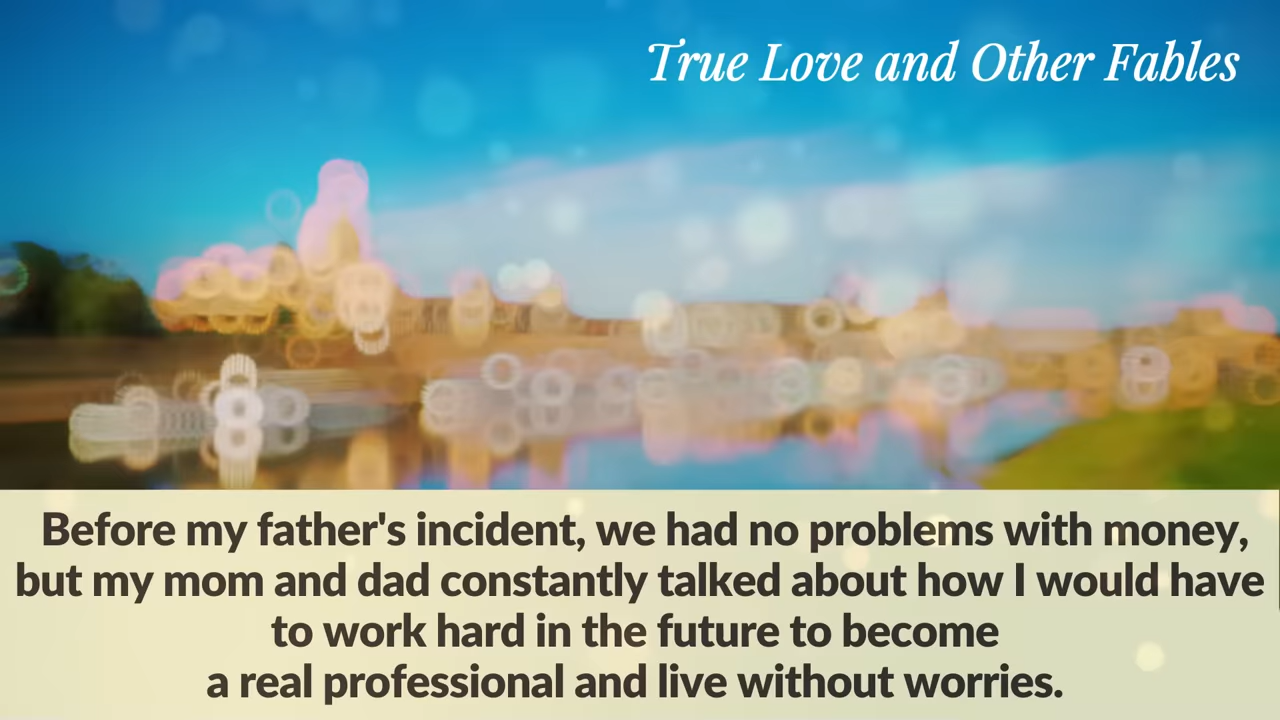 True Love and Other Fables
Before my father's incident, we had no problems with money,
but my mom and dad constantly talked about how I would have
to work hard in the future to become
a real professional and live without worries.